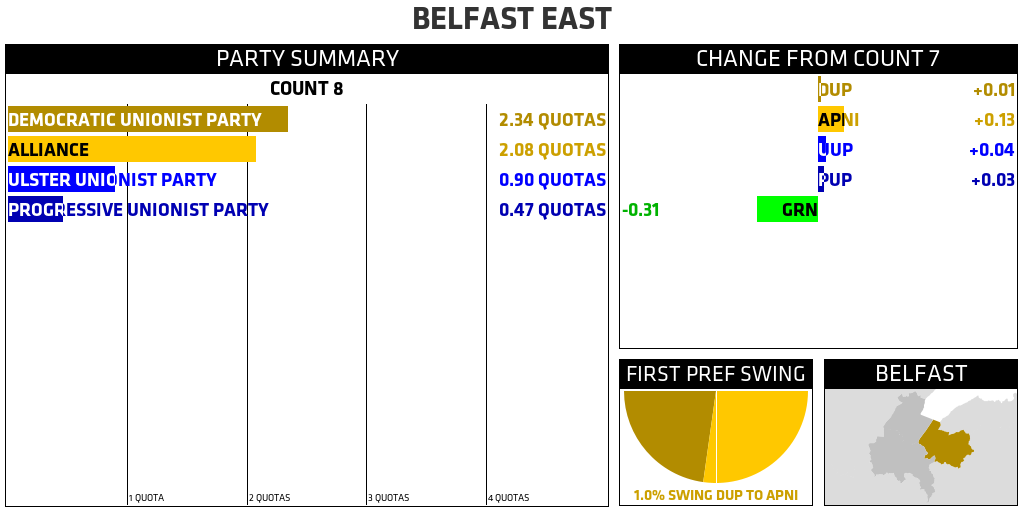 BELFAST EAST
PARTY SUMMARY
COUNT 8
DEMOCRATIC UNIONIST PARTY 2.34 QUOTAS
ALLIANCE 2.08 QUOTAS
ULSTER UNIONIST PARTY 0.90 QUOTAS
PROGRESSIVE UNIONIST PARTY 0.47 QUOTAS
1 QUOTA 2 QUOTAS 3 QUOTAS 4 QUOTAS
CHANGE FROM COUNT 7
DUP +0.01
APNI +0.13
UUP +0.04
PUP +0.03
-0.31 GRN
FIRST PREF SWING
1.0% SWING DUP TO APNI
BELFAST